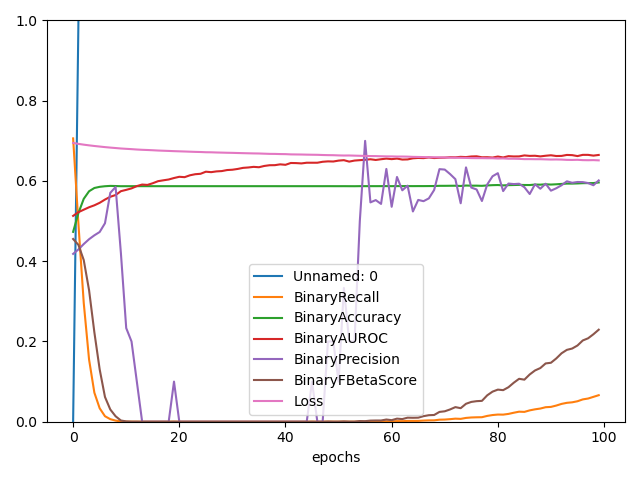 1.0
0.8
0.6
0.4
0.2
0.0
Unnamed: 0
BinaryRecall
BinaryAccuracy
BinaryAUROC
BinaryPrecision
BinaryFBetaScore
Loss
0 20 40 60 80 100
epochs